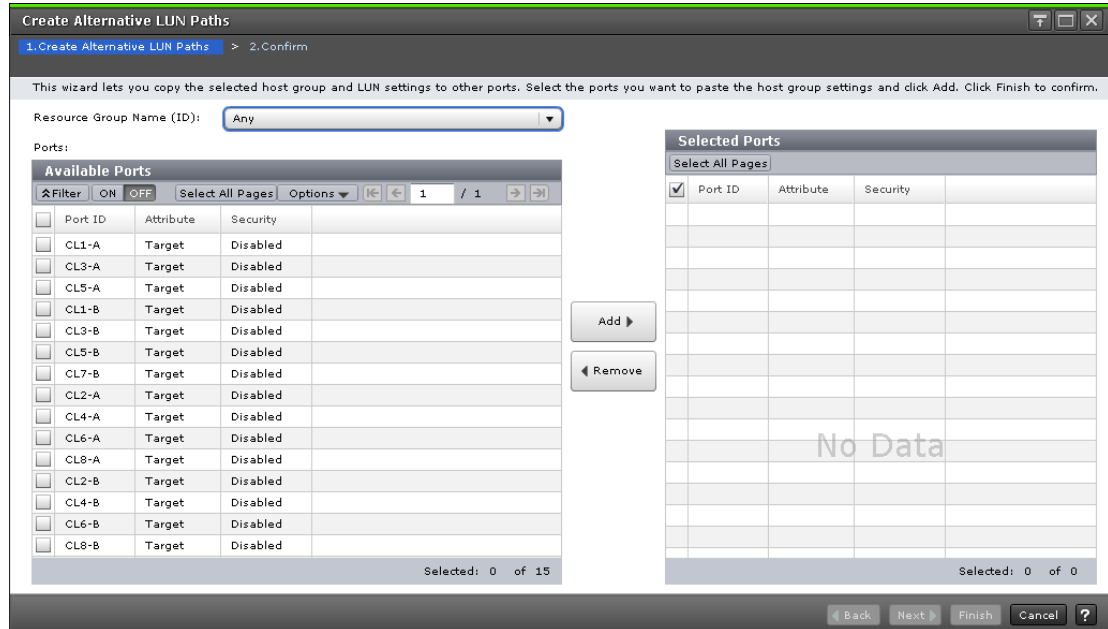 Create Alternative LUN Paths
1.Create Alternative LUN Paths > 2.Confirm
This wizard lets you copy the selected host group and LUN settings to other ports. Select the ports you want to paste the host group settings and click Add. Click Finish to confirm.
Resource Group Name (ID): Any
Ports:
Available Ports
Filter ON OFF Select All Pages Options 1 / 1
Port ID Attribute Security
CL1-A Target Disabled
CL3-A Target Disabled
CL5-A Target Disabled
CL1-B Target Disabled
CL3-B Target Disabled
CL5-B Target Disabled
CL7-B Target Disabled
CL2-A Target Disabled
CL4-A Target Disabled
CL6-A Target Disabled
CL8-A Target Disabled
CL2-B Target Disabled
CL4-B Target Disabled
CL6-B Target Disabled
CL8-B Target Disabled
Selected: 0 of 15
Add
Remove
Selected Ports
Select All Pages
Port ID Attribute Security
No Data
Selected: 0 of 0
Back Next Finish Cancel ?